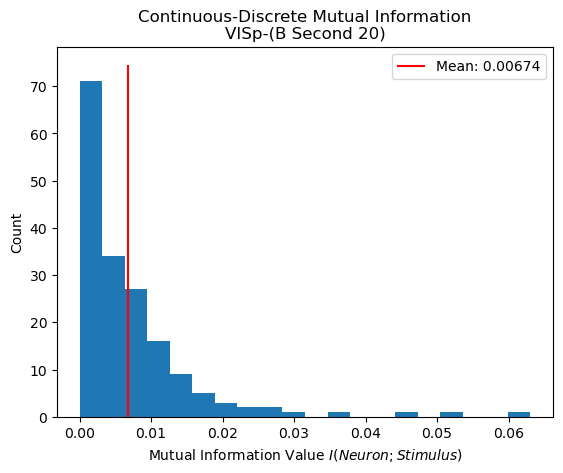 Continuous-Discrete Mutual Information
VISp-(B Second 20)
Mean: 0.00674
70
60
50
40
30
20
10
0
Count
0.00 0.01 0.02 0.03 0.04 0.05 0.06
Mutual Information Value I(Neuron; Stimulus)